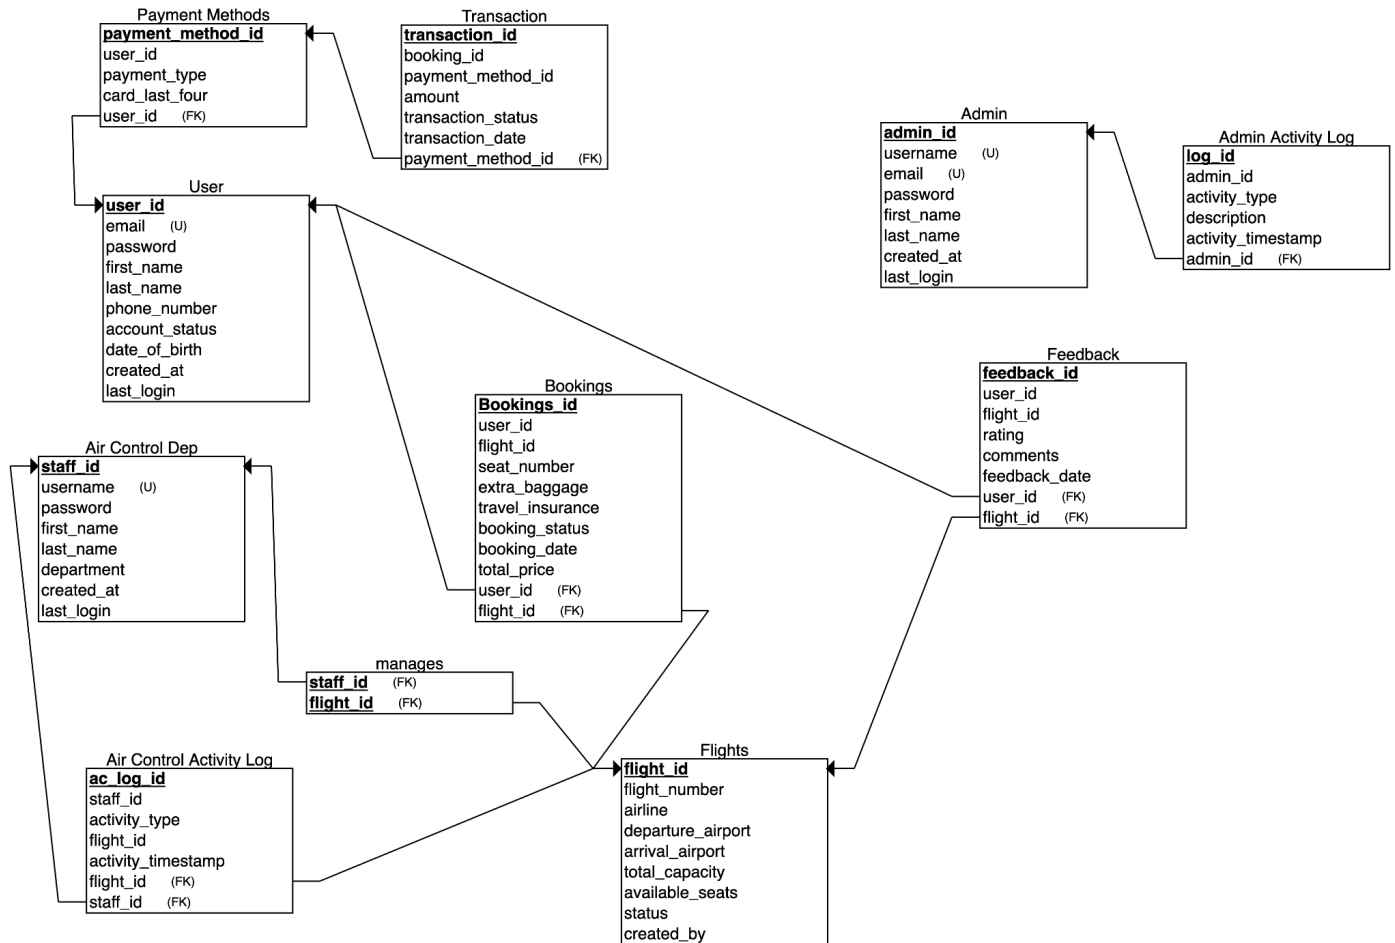 Payment Methods
payment_method_id
user_id
payment_type
card_last_four
user_id (FK)
Transaction
transaction_id
booking_id
payment_method_id
amount
transaction_status
transaction_date
payment_method_id (FK)
Admin
admin_id
username (U)
email (U)
password
first_name
last_name
created_at
last_login
Admin Activity Log
log_id
admin_id
activity_type
description
activity_timestamp
admin_id (FK)
User
user_id
email (U)
password
first_name
last_name
phone_number
account_status
date_of_birth
created_at
last_login
Feedback
feedback_id
user_id
flight_id
rating
comments
feedback_date
user_id (FK)
flight_id (FK)
Bookings
Bookings_id
user_id
flight_id
seat_number
extra_baggage
travel_insurance
booking_status
booking_date
total_price
user_id (FK)
flight_id (FK)
Air Control Dep
staff_id
username (U)
password
first_name
last_name
department
created_at
last_login
manages
staff_id (FK)
flight_id (FK)
Air Control Activity Log
ac_log_id
staff_id
activity_type
flight_id
activity_timestamp
flight_id (FK)
staff_id (FK)
Flights
flight_id
flight_number
airline
departure_airport
arrival_airport
total_capacity
available_seats
status
created_by